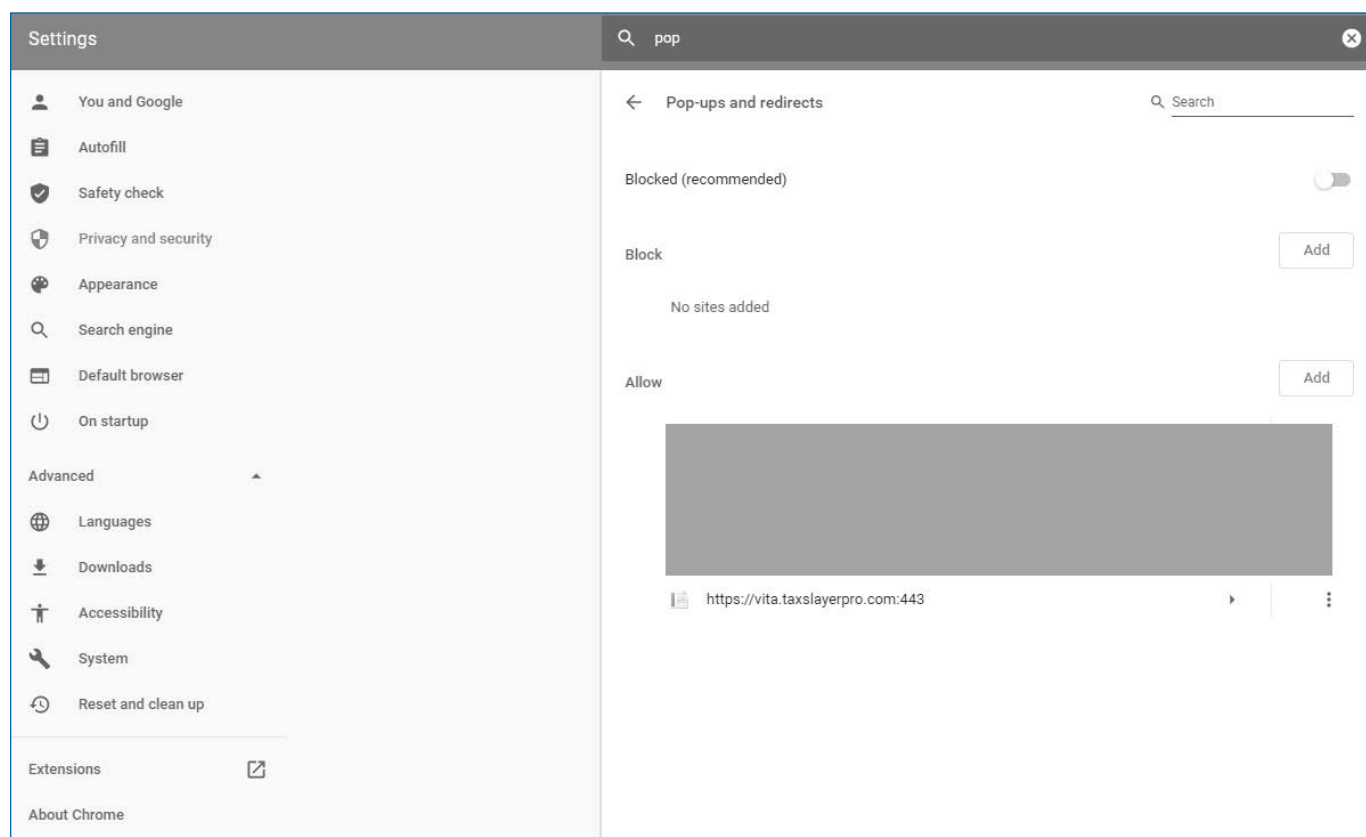 Settings
pop
You and Google
Autofill
Safety check
Privacy and security
Appearance
Search engine
Default browser
On startup
Advanced
Languages
Downloads
Accessibility
System
Reset and clean up
Extensions
About Chrome
Pop-ups and redirects
Search
Blocked (recommended)
Block
Add
No sites added
Allow
Add
https://vita.taxslayerpro.com:443